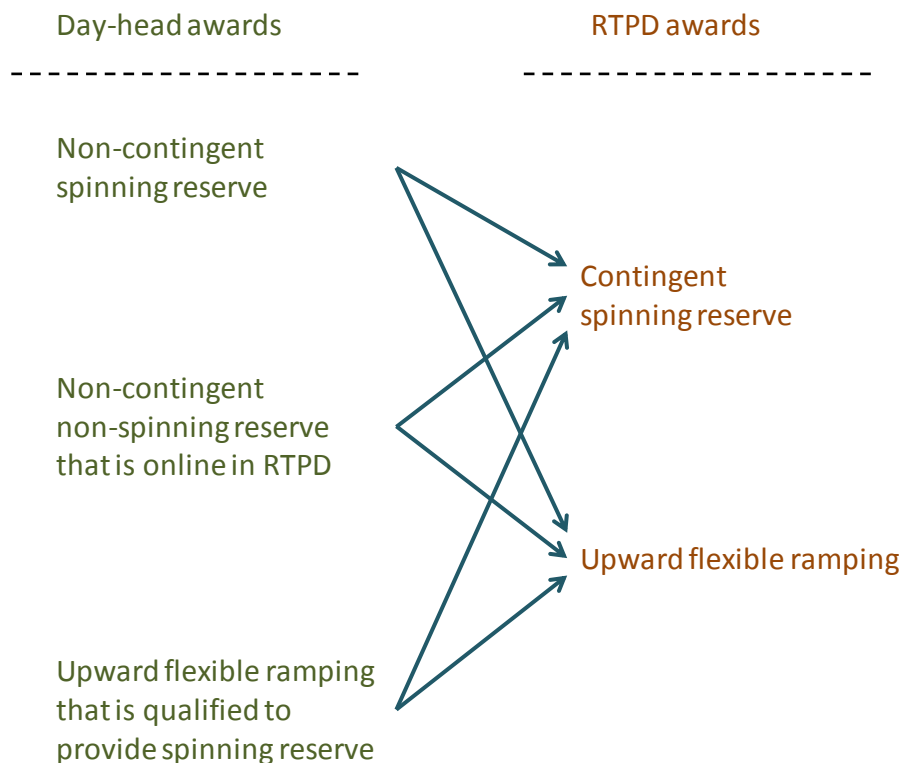 Day-head awards
RTPD awards
Non-contingent
spinning reserve
Contingent
spinning reserve
Non-contingent
non-spinning reserve
that is online in RTPD
Upward flexible ramping
Upward flexible ramping
that is qualified to
provide spinning reserve